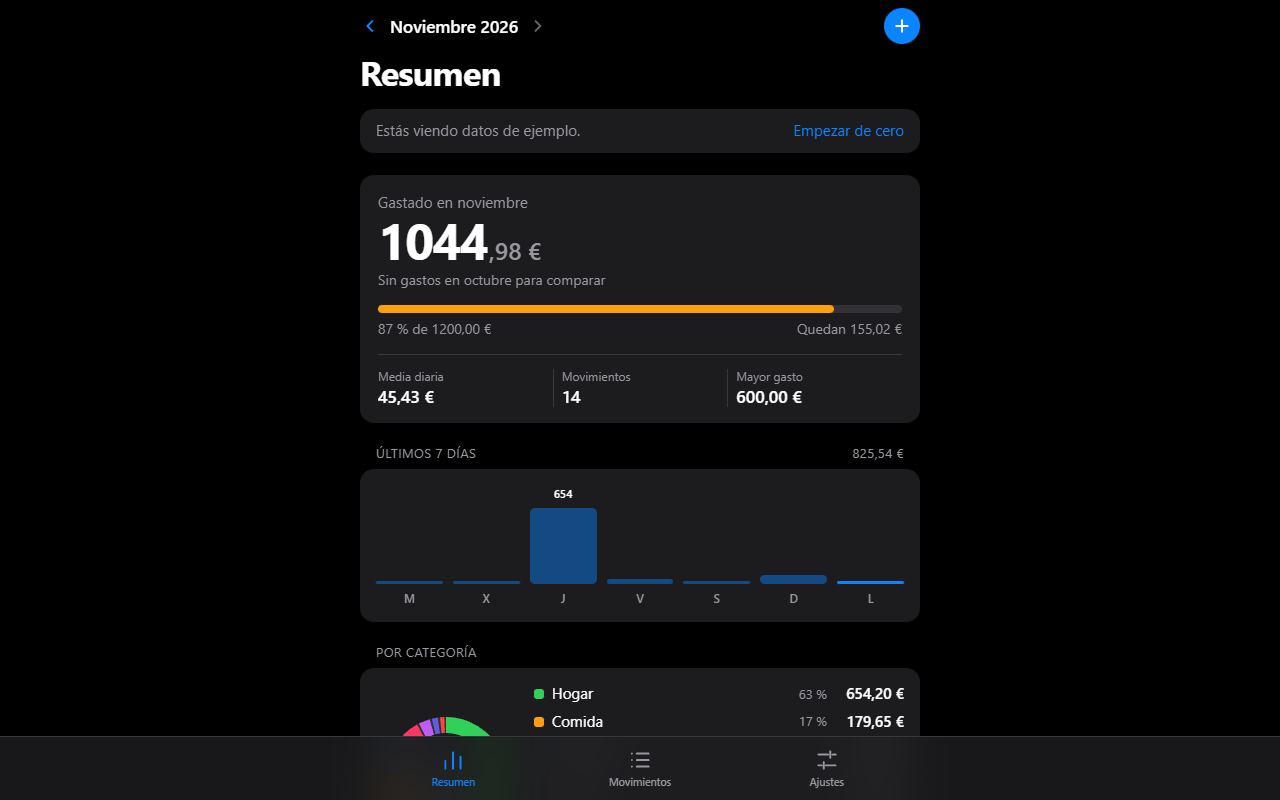 Noviembre 2026
Resumen
Estás viendo datos de ejemplo. Empezar de cero
Gastado en noviembre
1044,98 €
Sin gastos en octubre para comparar
87 % de 1200,00 € Quedan 155,02 €
Media diaria Movimientos Mayor gasto
45,43 € 14 600,00 €
ÚLTIMOS 7 DÍAS 825,54 €
654
M X J V S D L
POR CATEGORÍA
Hogar 63 % 654,20 €
Comida 17 % 179,65 €
Resumen Movimientos Ajustes